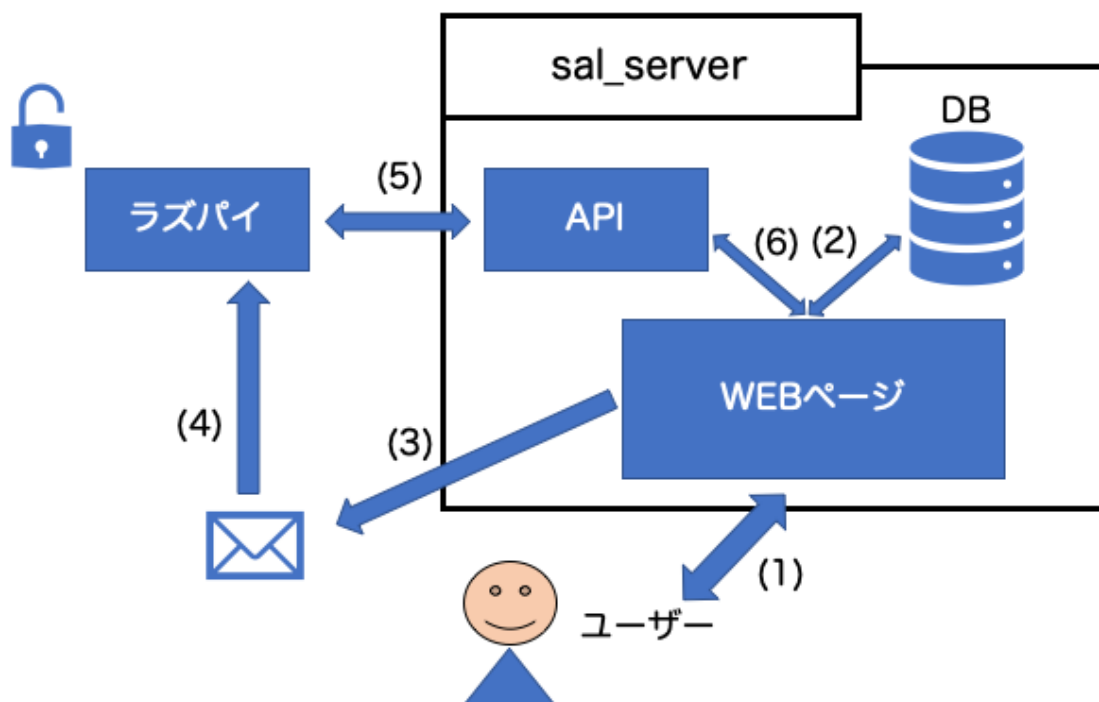 sal_server
DB
(5)
ラズパイ
API
(6)
(2)
WEBページ
(4)
(3)
(1)
ユーザー